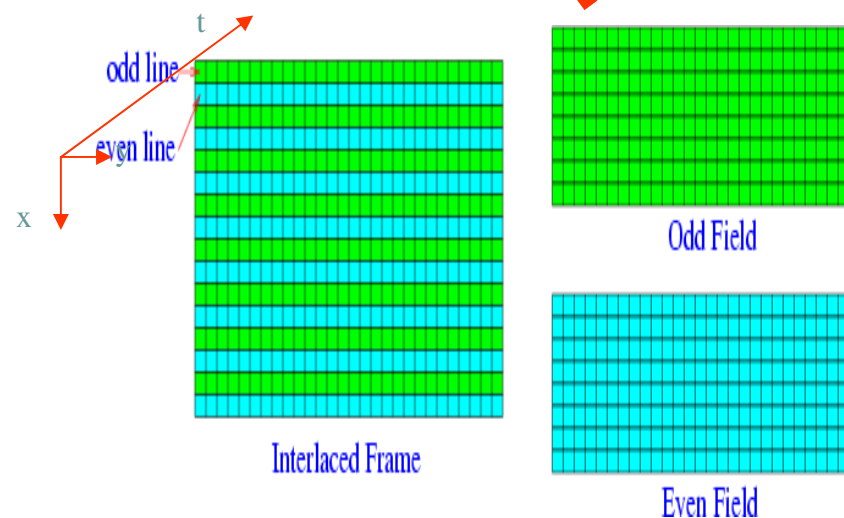 t
odd line
even line
y
x
Interlaced Frame
Odd Field
Even Field